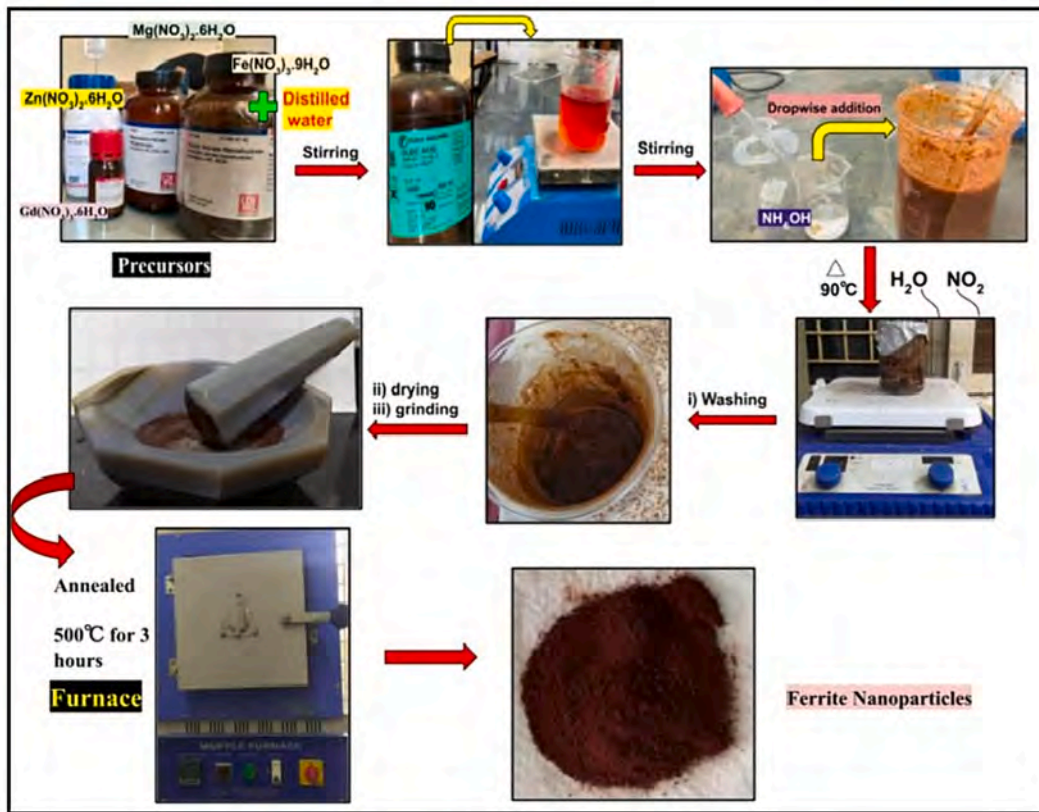 Mg(NO₃)₂.6H₂O
Fe(NO₃)₃.9H₂O
Zn(NO₃)₂.6H₂O
Distilled
water
Gd(NO₃)₃.6H₂O
Precursors
Stirring
OLEIC ACID
Stirring
Dropwise addition
NH₄OH
△
90℃
H₂O
NO₂
i) Washing
ii) drying
iii) grinding
Annealed
500℃ for 3
hours
Furnace
MUFFLE FURNACE
Ferrite Nanoparticles